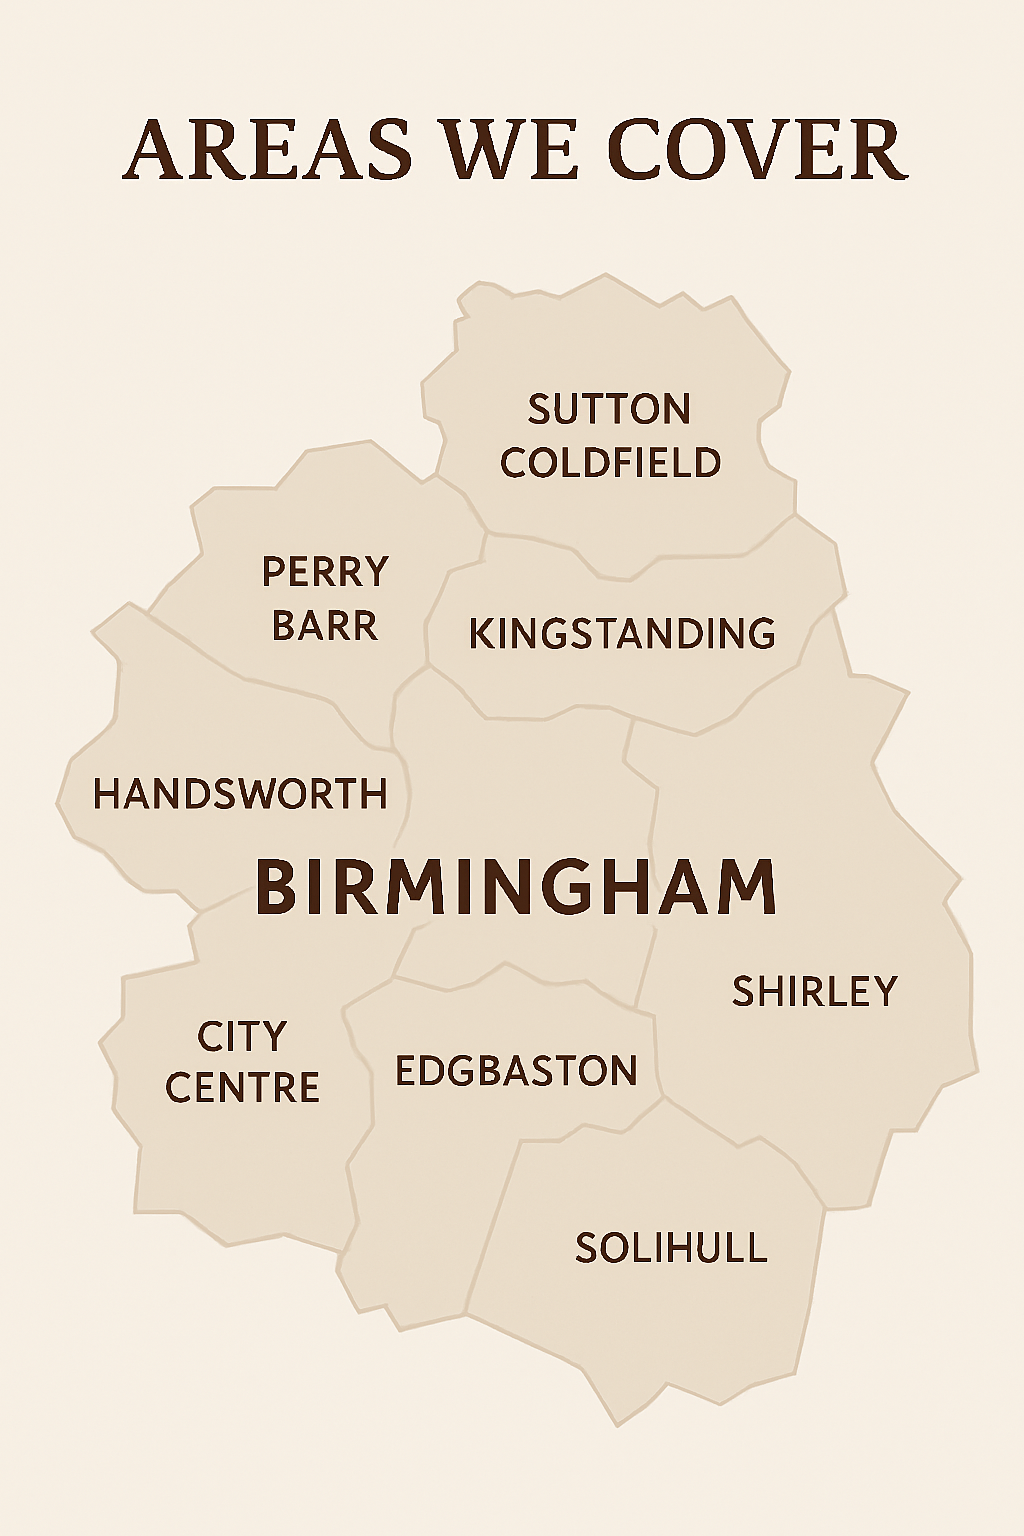 AREAS WE COVER
SUTTON
COLDFIELD
PERRY
BARR
KINGSTANDING
HANDSWORTH
BIRMINGHAM
SHIRLEY
CITY
CENTRE
EDGBASTON
SOLIHULL